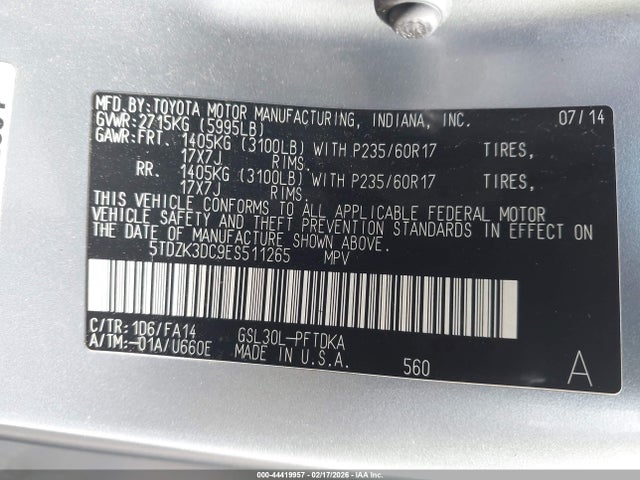 MFD.BY:TOYOTA MOTOR MANUFACTURING, INDIANA, INC. 07/14
GVWR:2715KG (5995LB)
GAWR:FRT. 1405KG (3100LB) WITH P235/60R17 TIRES,
17X7J RIMS.
RR. 1405KG (3100LB) WITH P235/60R17 TIRES,
17X7J RIMS.
THIS VEHICLE CONFORMS TO ALL APPLICABLE FEDERAL MOTOR
VEHICLE SAFETY AND THEFT PREVENTION STANDARDS IN EFFECT ON
THE DATE OF MANUFACTURE SHOWN ABOVE.
5TDZK3DC9ES511265 MPV
C/TR: 1D6/FA14 GSL30L-PFTDKA
A/TM:-01A/U660E MADE IN U.S.A. 560 A
000-44419957 - 02/17/2026 - IAAI.com